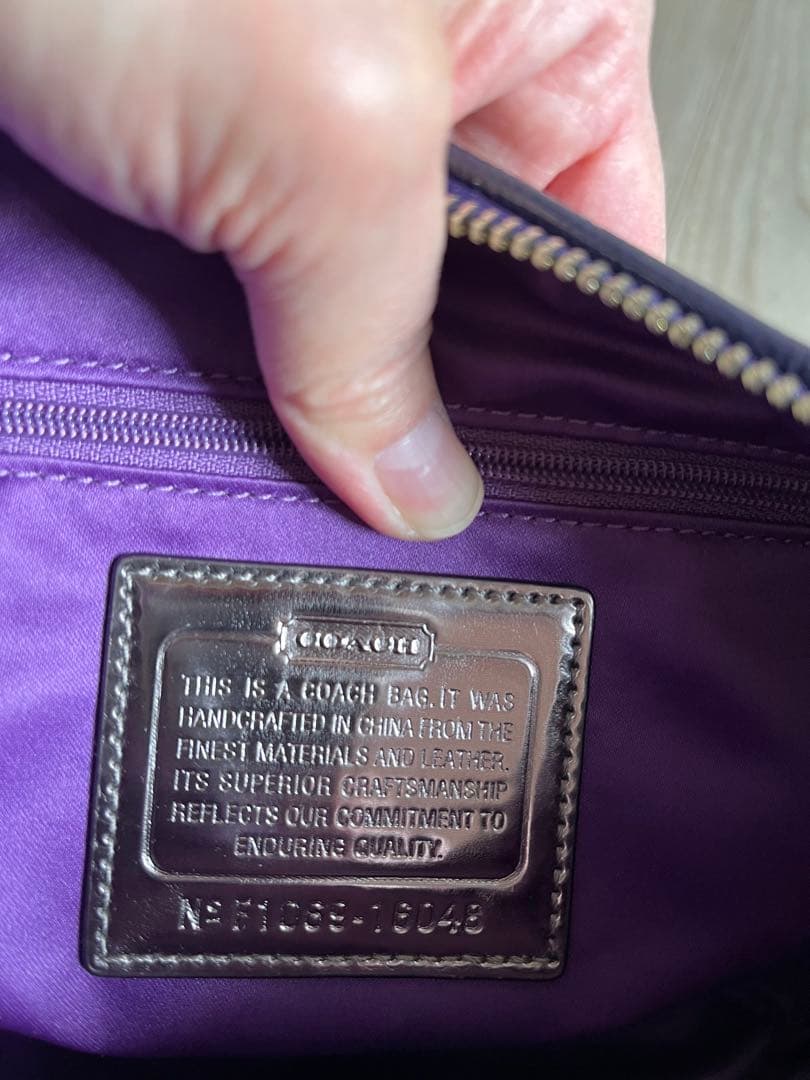 COACH
THIS IS A COACH BAG. IT WAS
HANDCRAFTED IN CHINA FROM THE
FINEST MATERIALS AND LEATHER.
ITS SUPERIOR CRAFTSMANSHIP
REFLECTS OUR COMMITMENT TO
ENDURING QUALITY.
Nº F1069-16048